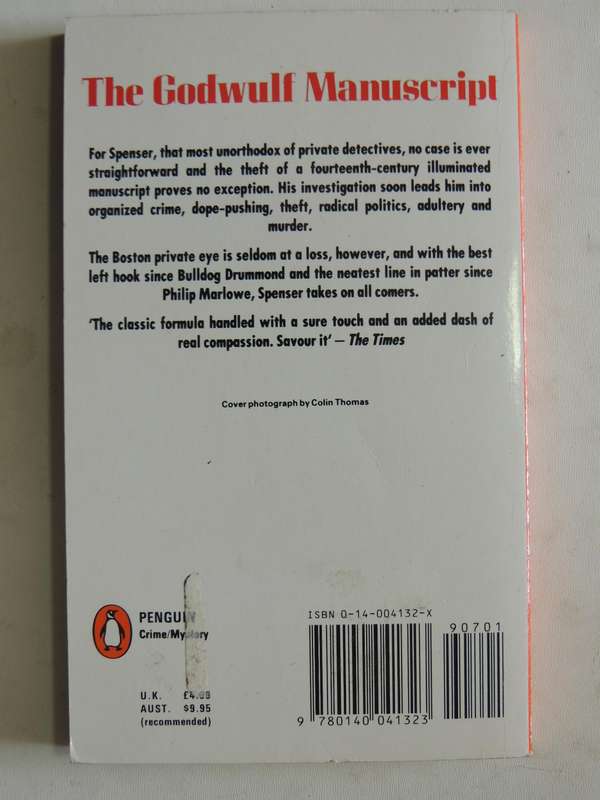 The Godwulf Manuscript
For Spenser, that most unorthodox of private detectives, no case is ever
straightforward and the theft of a fourteenth-century illuminated
manuscript proves no exception. His investigation soon leads him into
organized crime, dope-pushing, theft, radical politics, adultery and
murder.
The Boston private eye is seldom at a loss, however, and with the best
left hook since Bulldog Drummond and the neatest line in patter since
Philip Marlowe, Spenser takes on all comers.
'The classic formula handled with a sure touch and an added dash of
real compassion. Savour it' – The Times
Cover photograph by Colin Thomas
PENGUIN
Crime/Mystery
U.K.
AUST. $9.95
(recommended)
ISBN 0-14-004132-X
90701
9 780140 041323